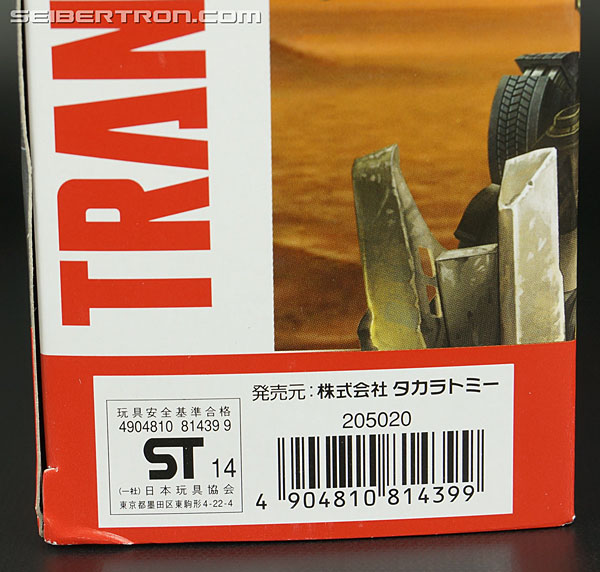 SEIBERTRON.COM
TRAN
発売元：株式会社 タカラトミー
205020
4 904810 814399
玩具安全基準合格
4904810 81439 9
ST 14
(一社)日本玩具協会
東京都墨田区東駒形4-22-4